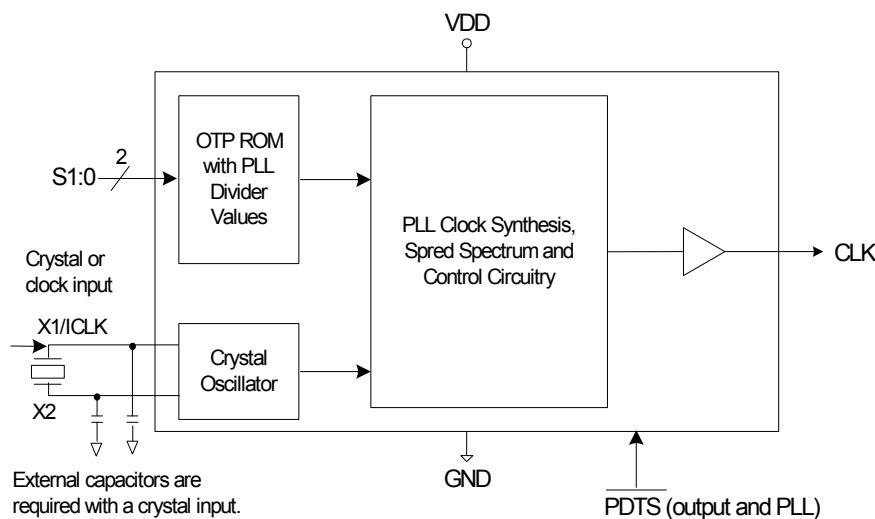 VDD
OTP ROM
with PLL
Divider
Values
2
S1:0
PLL Clock Synthesis,
Spred Spectrum and
Control Circuitry
CLK
Crystal or
clock input
X1/ICLK
Crystal
Oscillator
X2
External capacitors are
required with a crystal input.
GND
PDTS (output and PLL)